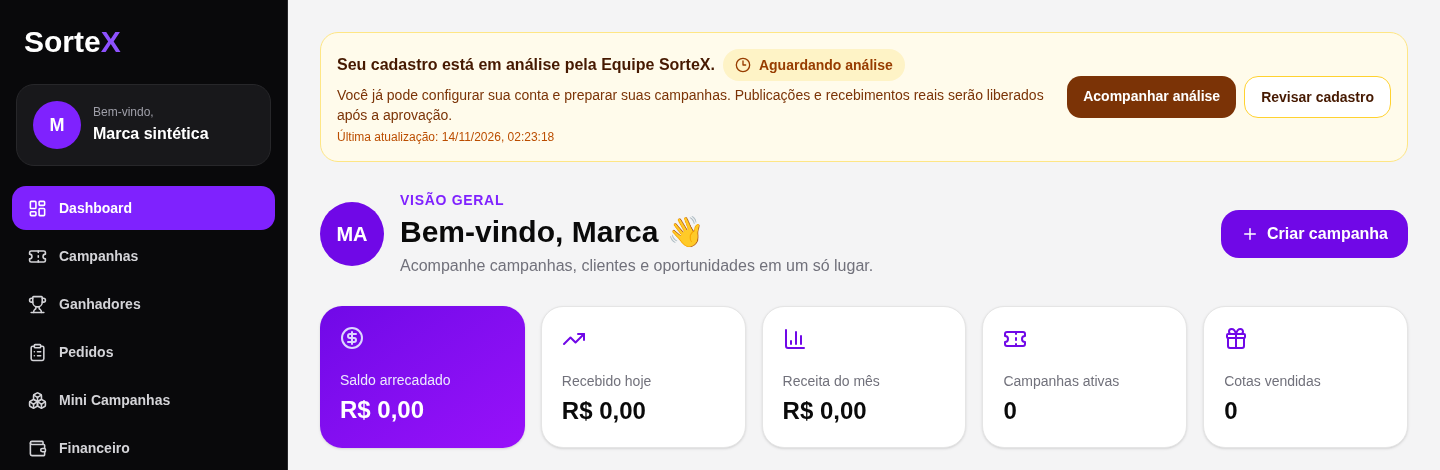 SorteX
M
Bem-vindo,
Marca sintética
Dashboard
Campanhas
Ganhadores
Pedidos
Mini Campanhas
Financeiro
Seu cadastro está em análise pela Equipe SorteX.
Aguardando análise
Você já pode configurar sua conta e preparar suas campanhas. Publicações e recebimentos reais serão liberados
após a aprovação.
Última atualização: 14/11/2026, 02:23:18
Acompanhar análise
Revisar cadastro
MA
VISÃO GERAL
Bem-vindo, Marca 👋
Acompanhe campanhas, clientes e oportunidades em um só lugar.
Criar campanha
Saldo arrecadado
R$ 0,00
Recebido hoje
R$ 0,00
Receita do mês
R$ 0,00
Campanhas ativas
0
Cotas vendidas
0